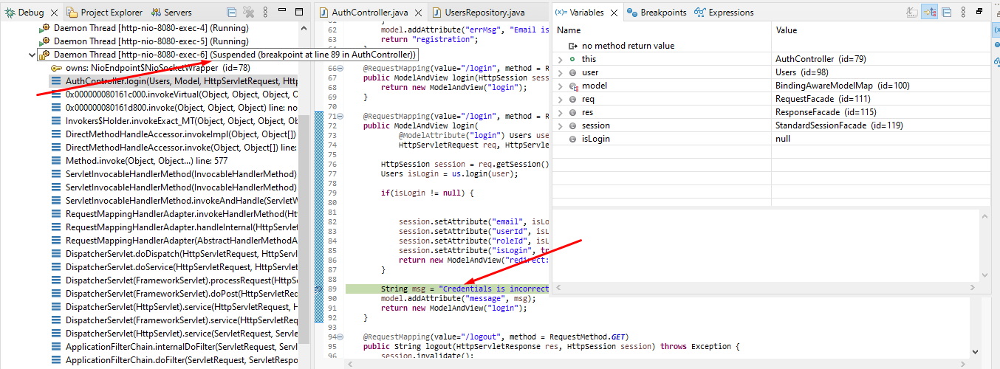 Debug
Project Explorer
Servers
Daemon Thread [http-nio-8080-exec-4] (Running)
Daemon Thread [http-nio-8080-exec-5] (Running)
Daemon Thread [http-nio-8080-exec-6] (Suspended (breakpoint at line 89 in AuthController))
owns: NioEndpoint$NioSocketWrapper (id=78)
AuthController.login(Users, Model, HttpServletRequest, Htt
0x000000080161c000.invokeVirtual(Object, Object, Object, O
0x000000080161d800.invoke(Object, Object, Object) line: no
Invokers$Holder.invokeExact_MT(Object, Object, Object, Ob
DirectMethodHandleAccessor.invokeImpl(Object, Object[])
DirectMethodHandleAccessor.invoke(Object, Object[]) line:
Method.invoke(Object, Object...) line: 577
ServletInvocableHandlerMethod(InvocableHandlerMethod)
ServletInvocableHandlerMethod(InvocableHandlerMethod)
ServletInvocableHandlerMethod.invokeAndHandle(ServletW
RequestMappingHandlerAdapter.invokeHandlerMethod(Ht
RequestMappingHandlerAdapter.handleInternal(HttpServlet
RequestMappingHandlerAdapter(AbstractHandlerMethodA
DispatcherServlet.doDispatch(HttpServletRequest, HttpServ
DispatcherServlet.doService(HttpServletRequest, HttpServlet
DispatcherServlet(FrameworkServlet).processRequest(HttpS
DispatcherServlet(FrameworkServlet).doPost(HttpServletRe
DispatcherServlet(HttpServlet).service(HttpServletRequest, H
DispatcherServlet(FrameworkServlet).service(HttpServletReq
DispatcherServlet(HttpServlet).service(ServletRequest, Servle
ApplicationFilterChain.internalDoFilter(ServletRequest, Serv
ApplicationFilterChain.doFilter(ServletRequest, ServletRespo
AuthController.java
UsersRepository.java
61 }
62 model.addAttribute("errMsg", "Email is
63 return "registration";
66 @RequestMapping(value="/login", method = R
67 public ModelAndView login(HttpSession sess
68 return new ModelAndView("login");
69 }
70
71 @RequestMapping(value="/login", method = R
72 public ModelAndView login(
73 @ModelAttribute("login") Users use
74 HttpServletRequest req, HttpServle
75
76 HttpSession session = req.getSession()
77 Users isLogin = us.login(user);
78
79 if(isLogin != null) {
80
81
82 session.setAttribute("email", isLo
83 session.setAttribute("userId", isL
84 session.setAttribute("roleId", isL
85 session.setAttribute("isLogin", tr
86 return new ModelAndView("redirect:
87 }
88
89 String msg = "Credentials is incorrect
90 model.addAttribute("message", msg);
91 return new ModelAndView("login");
92 }
93
94 @RequestMapping(value="/logout", method = RequestMethod.GET)
95 public String logout(HttpServletResponse res, HttpSession session) throws Exception {
96 session.invalidate();
(x)= Variables
Breakpoints
Expressions
Name Value
no method return value
this AuthController (id=79)
user Users (id=98)
model BindingAwareModelMap (id=100)
req RequestFacade (id=111)
res ResponseFacade (id=115)
session StandardSessionFacade (id=119)
isLogin null